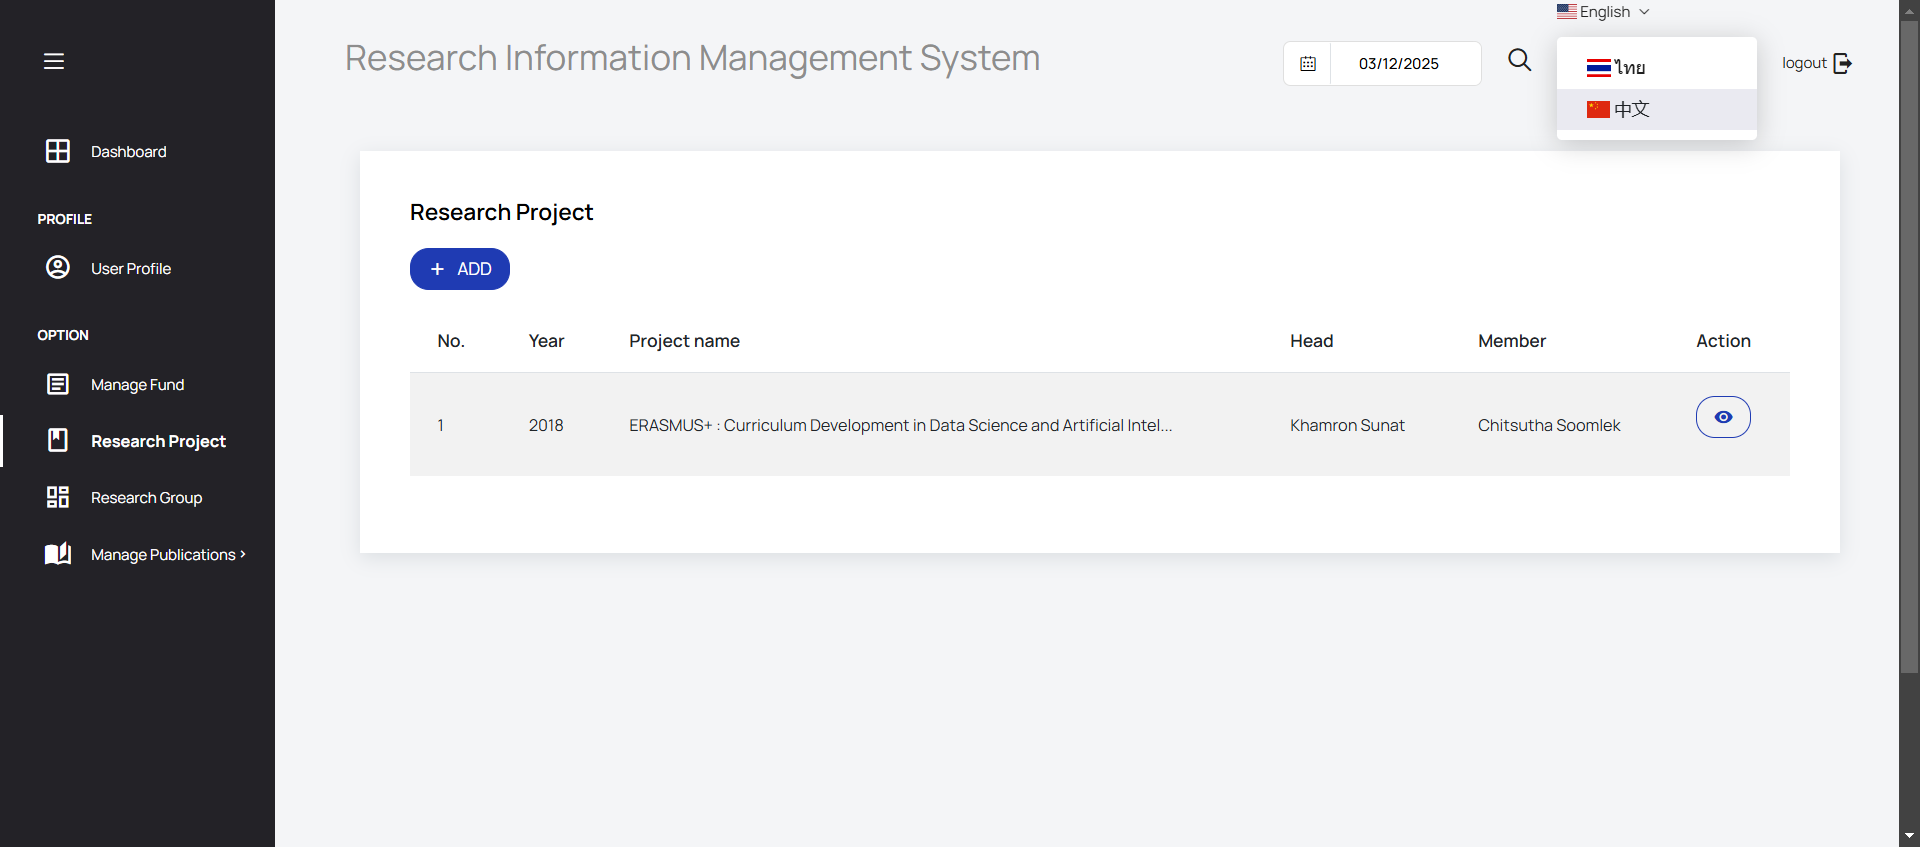 English
Research Information Management System
03/12/2025
ไทย
中文
logout
Dashboard
PROFILE
User Profile
OPTION
Manage Fund
Research Project
Research Group
Manage Publications
Research Project
+ ADD
No. Year Project name Head Member Action
1 2018 ERASMUS+ : Curriculum Development in Data Science and Artificial Intel... Khamron Sunat Chitsutha Soomlek